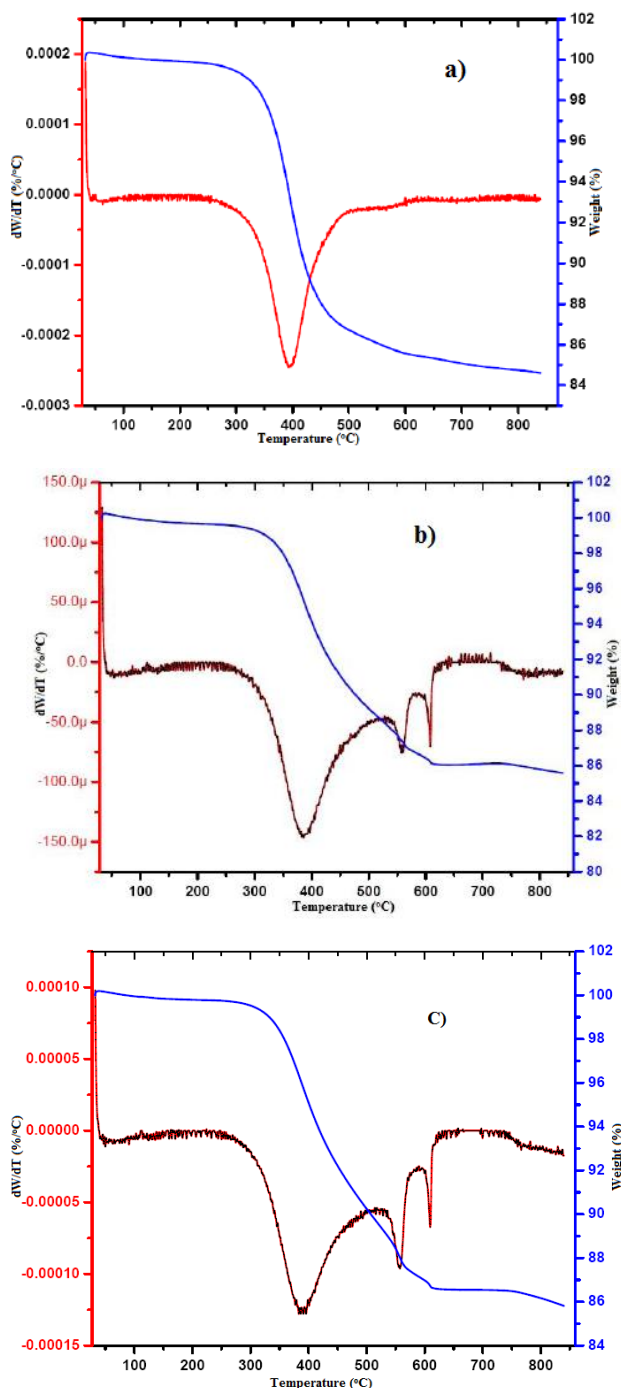 a)
dW/dT (%/°C)
0.0002
0.0001
0.0000
-0.0001
-0.0002
-0.0003
102
100
98
96
94
92
90
88
86
84
Weight (%)
100 200 300 400 500 600 700 800
Temperature (°C)
b)
dW/dT (%/°C)
150.0µ
100.0µ
50.0µ
0.0
-50.0µ
-100.0µ
-150.0µ
102
100
98
96
94
92
90
88
86
84
82
80
Weight (%)
100 200 300 400 500 600 700 800
Temperature (°C)
C)
dW/dT (%/°C)
0.00010
0.00005
0.00000
-0.00005
-0.00010
-0.00015
102
100
98
96
94
92
90
88
86
84
Weight (%)
100 200 300 400 500 600 700 800
Temperature (°C)